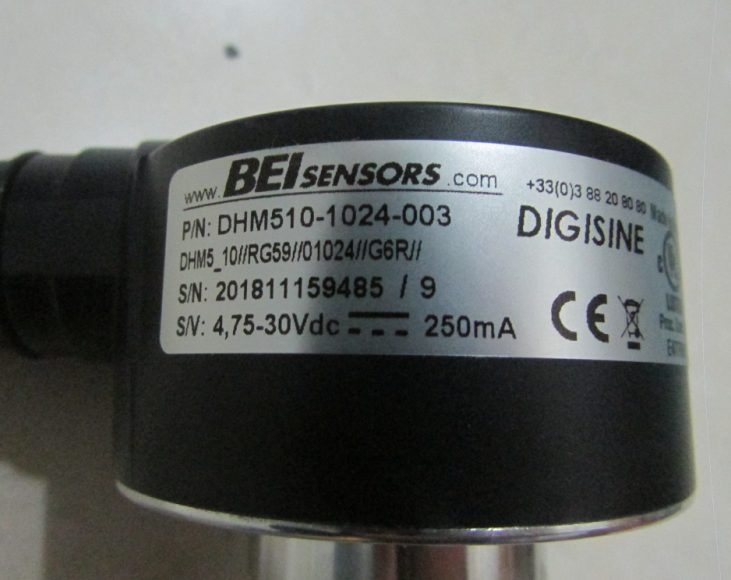 www.BEISENSORS.com
+33(0)3 88 20 80 80
P/N: DHM510-1024-003
DIGISINE
DHM5_10//RG59//01024//G6R//
S/N: 201811159485 / 9
S/V: 4,75-30Vdc 250mA
CE